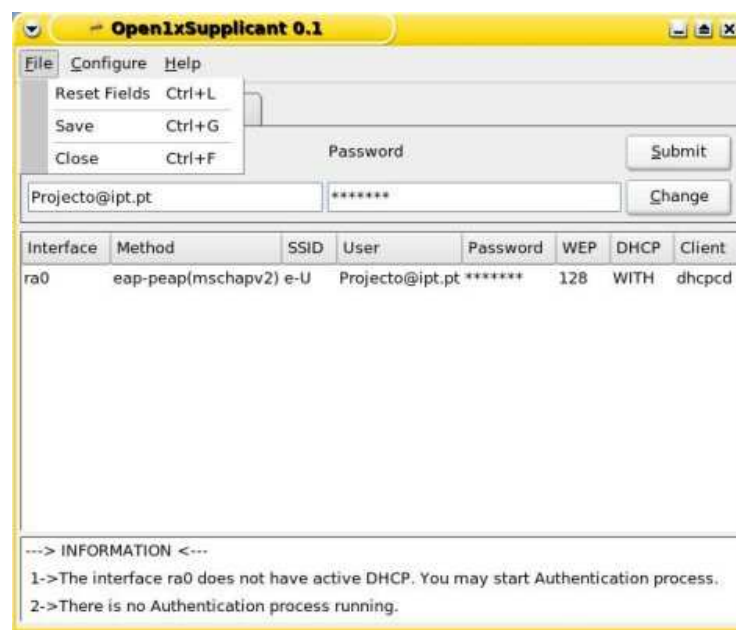 Open1xSupplicant 0.1
File Configure Help
Reset Fields Ctrl+L
Save Ctrl+G
Close Ctrl+F
Password Submit
Projecto@ipt.pt ******* Change
Interface Method SSID User Password WEP DHCP Client
ra0 eap-peap(mschapv2) e-U Projecto@ipt.pt ******* 128 WITH dhcpcd
---> INFORMATION <---
1->The interface ra0 does not have active DHCP. You may start Authentication process.
2->There is no Authentication process running.